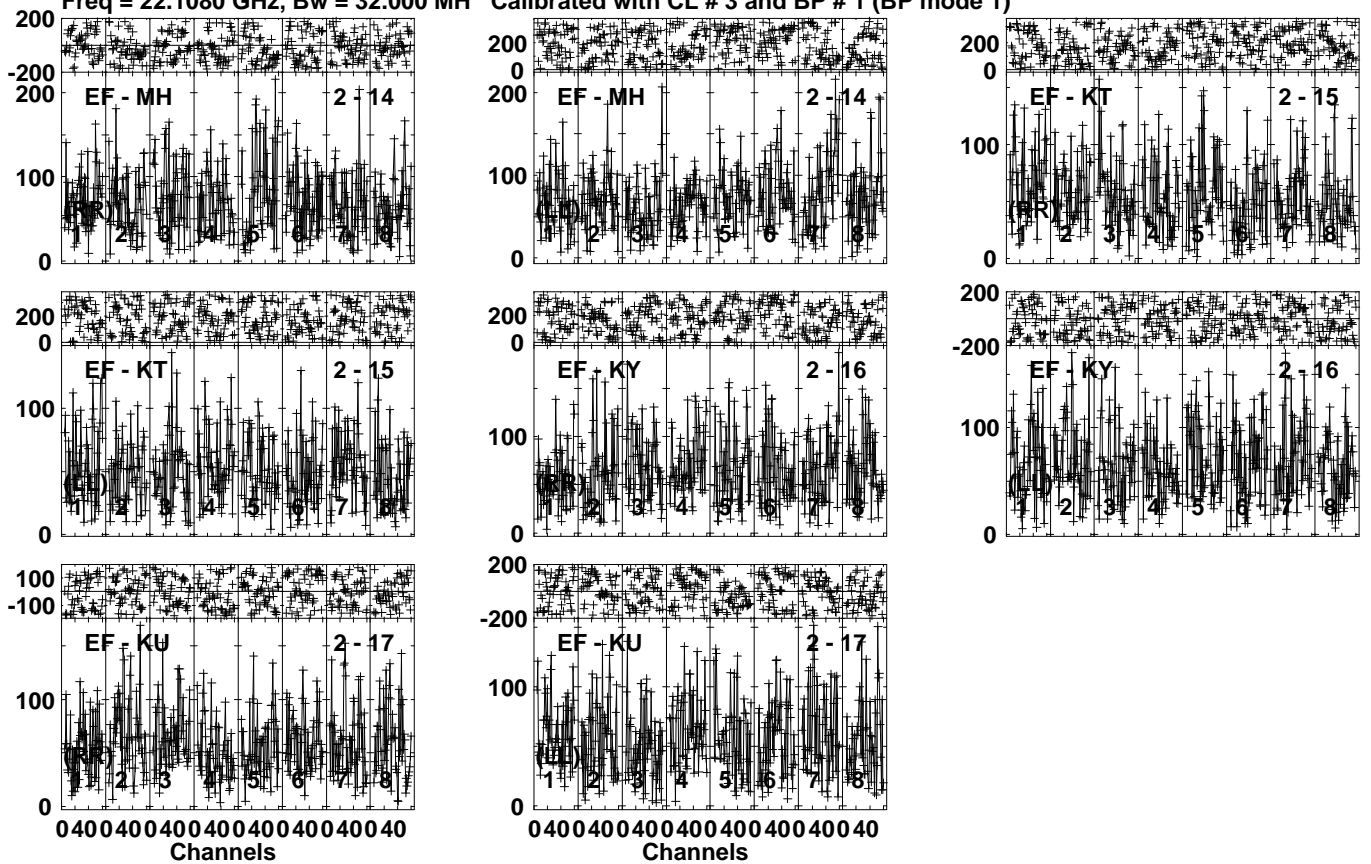 Freq = 22.1080 GHz, Bw = 32.000 MH Calibrated with CL # 3 and BP # 1 (BP mode 1)
200
-200
200
100
0
EF - MH
2 - 14
(RR)
1 2 3 4 5 6 7 8
200
0
200
100
0
EF - MH
2 - 14
(LL)
1 2 3 4 5 6 7 8
200
0
100
0
EF - KT
2 - 15
(RR)
1 2 3 4 5 6 7 8
200
0
100
0
EF - KT
2 - 15
(LL)
1 2 3 4 5 6 7 8
200
0
100
0
EF - KY
2 - 16
(RR)
1 2 3 4 5 6 7 8
200
-200
100
0
EF - KY
2 - 16
(LL)
1 2 3 4 5 6 7 8
100
-100
100
0
EF - KU
2 - 17
(RR)
1 2 3 4 5 6 7 8
0 40 0 40 0 40 0 40 0 40 0 40 0 40 0 40
Channels
200
-200
100
0
EF - KU
2 - 17
(LL)
1 2 3 4 5 6 7 8
0 40 0 40 0 40 0 40 0 40 0 40 0 40 0 40
Channels